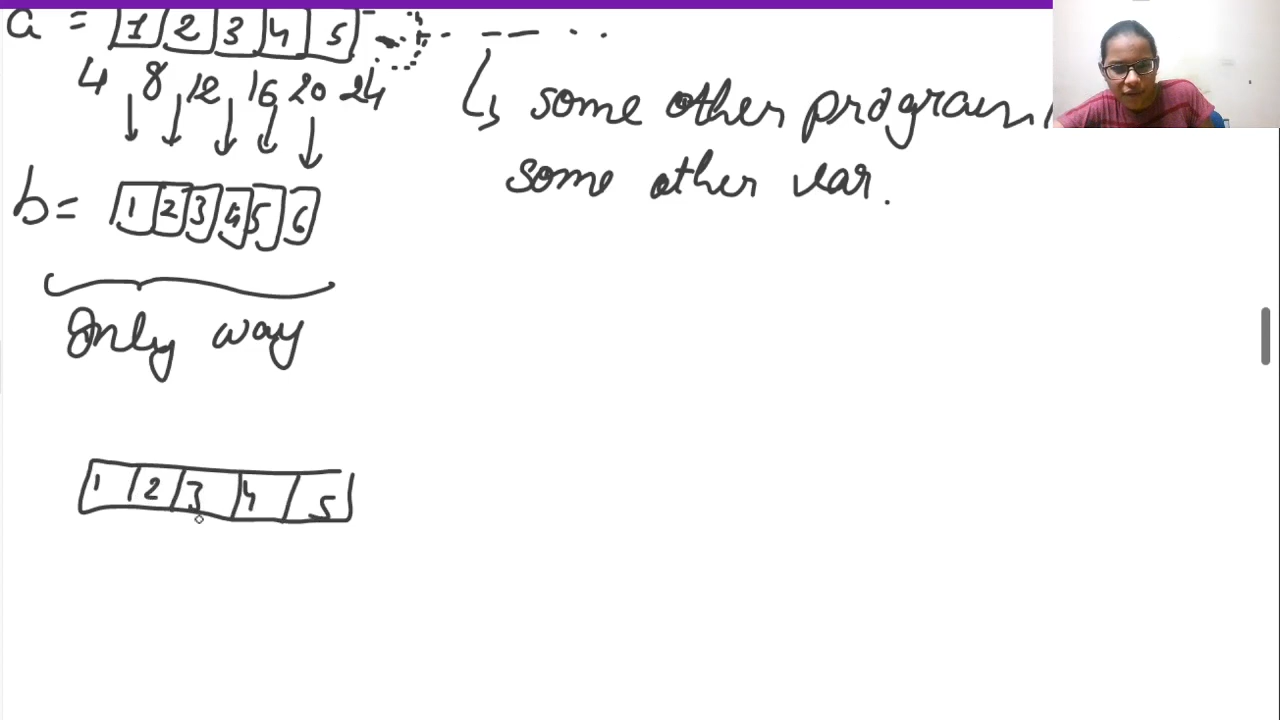 a = 1 2 3 4 5 - - - - - - . .
4 8 12 16 20 24
↳ some other program
some other var.
b = 1 2 3 4 5 6
Only way
1 2 3 4 5